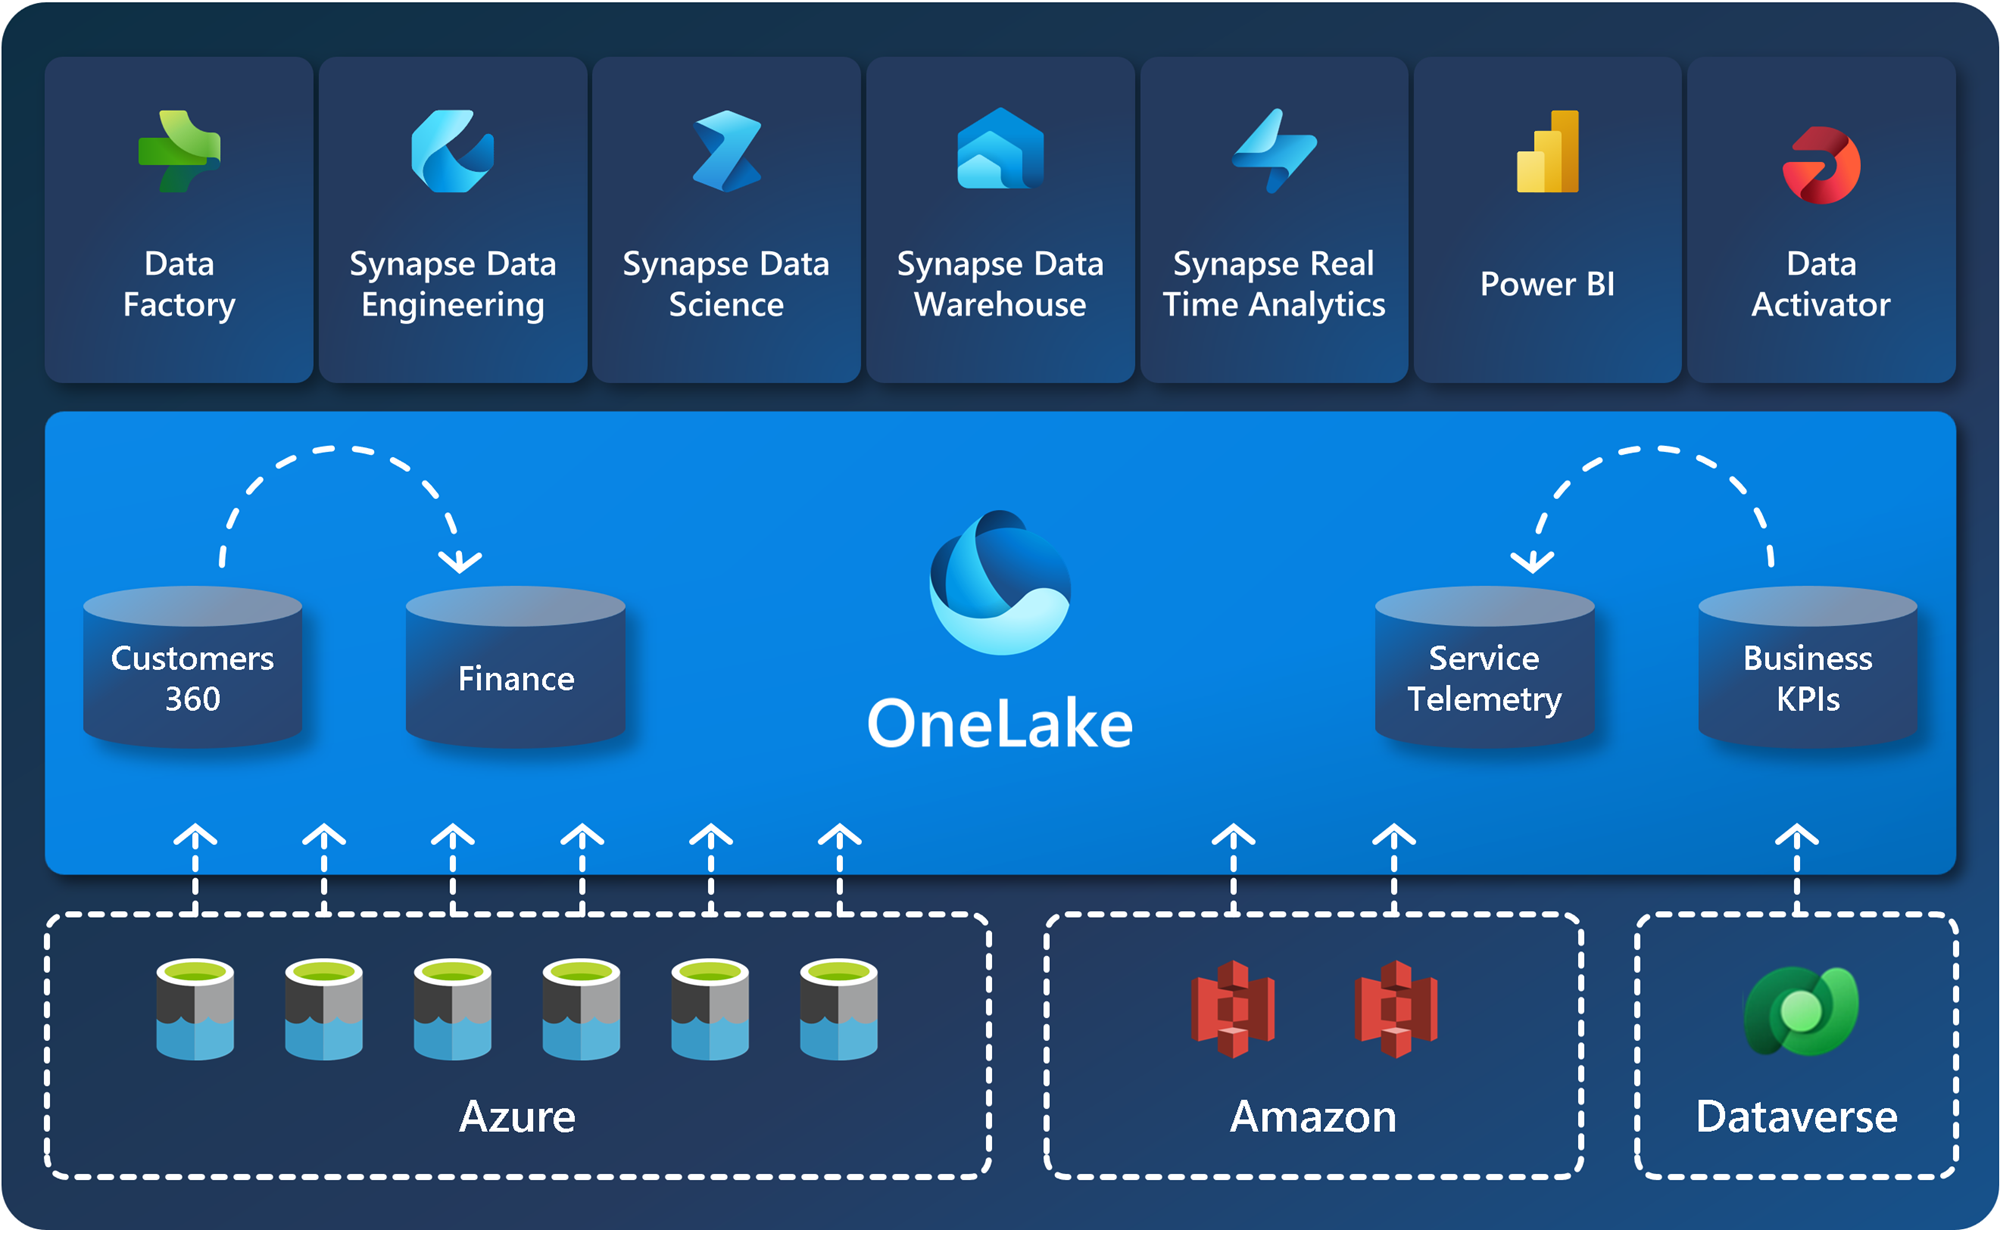 Data
Factory
Synapse Data
Engineering
Synapse Data
Science
Synapse Data
Warehouse
Synapse Real
Time Analytics
Power BI
Data
Activator
Customers
360
Finance
OneLake
Service
Telemetry
Business
KPIs
Azure
Amazon
Dataverse